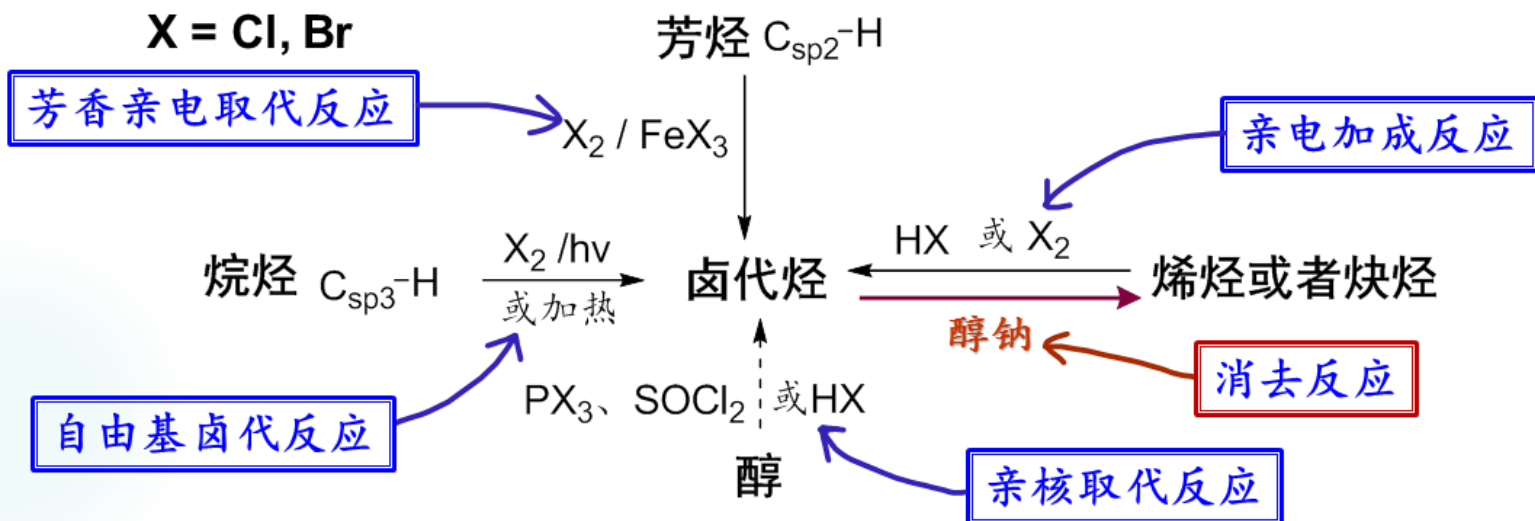 X = Cl, Br
芳烃 Csp2-H
芳香亲电取代反应
X2 / FeX3
亲电加成反应
烷烃 Csp3-H
X2 /hv
或加热
卤代烃
HX 或 X2
烯烃或者炔烃
醇钠
消去反应
自由基卤代反应
PX3、SOCl2 或HX
醇
亲核取代反应